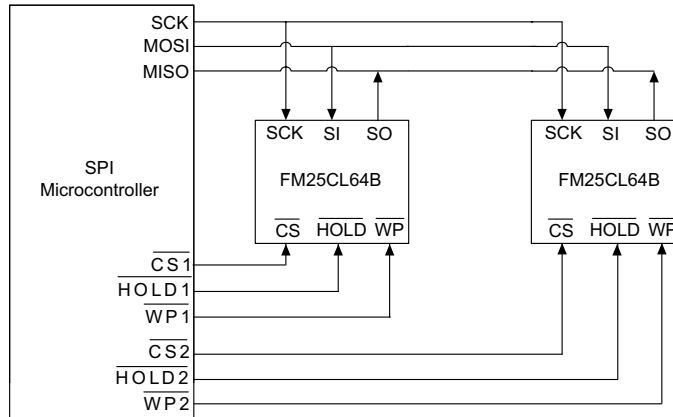 SCK
MOSI
MISO
SPI
Microcontroller
CS1
HOLD1
WP1
CS2
HOLD2
WP2
SCK SI SO
FM25CL64B
CS HOLD WP
SCK SI SO
FM25CL64B
CS HOLD WP